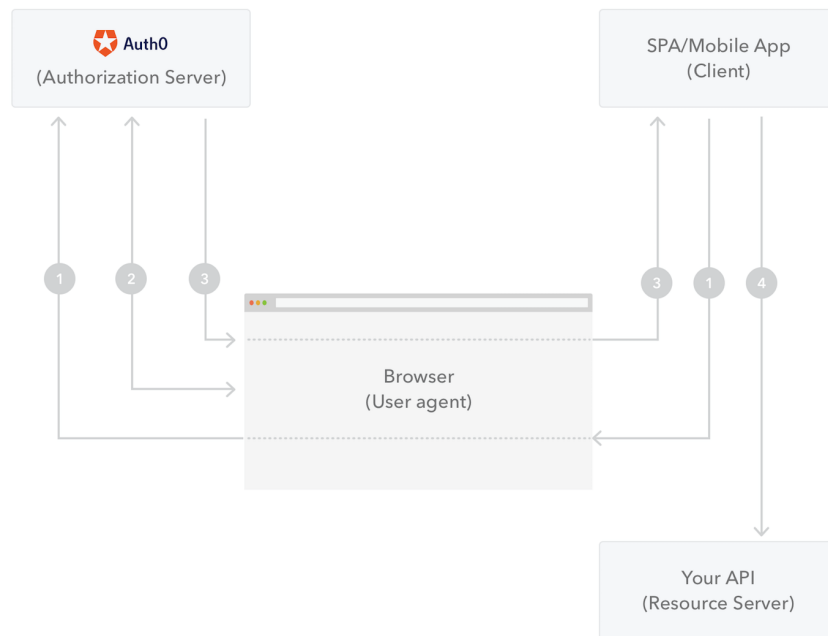 Auth0
(Authorization Server)
SPA/Mobile App
(Client)
1
2
3
3
1
4
Browser
(User agent)
Your API
(Resource Server)